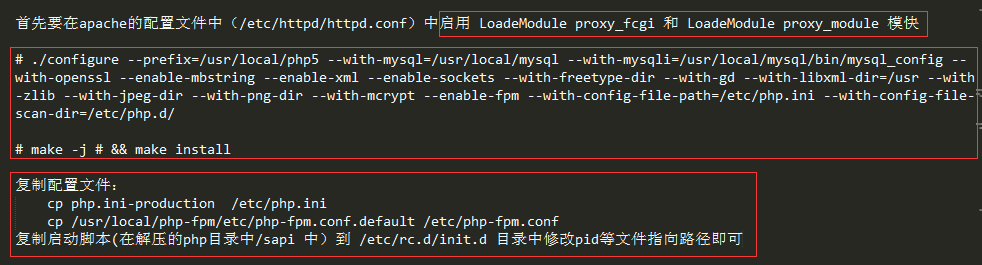 首先要在apache的配置文件中（/etc/httpd/httpd.conf）中启用 LoadeModule proxy_fcgi 和 LoadeModule proxy_module 模快
# ./configure --prefix=/usr/local/php5 --with-mysql=/usr/local/mysql --with-mysqli=/usr/local/mysql/bin/mysql_config --
with-openssl --enable-mbstring --enable-xml --enable-sockets --with-freetype-dir --with-gd --with-libxml-dir=/usr --with
-zlib --with-jpeg-dir --with-png-dir --with-mcrypt --enable-fpm --with-config-file-path=/etc/php.ini --with-config-file-
scan-dir=/etc/php.d/
# make -j # && make install
复制配置文件：
cp php.ini-production /etc/php.ini
cp /usr/local/php-fpm/etc/php-fpm.conf.default /etc/php-fpm.conf
复制启动脚本(在解压的php目录中/sapi 中）到 /etc/rc.d/init.d 目录中修改pid等文件指向路径即可